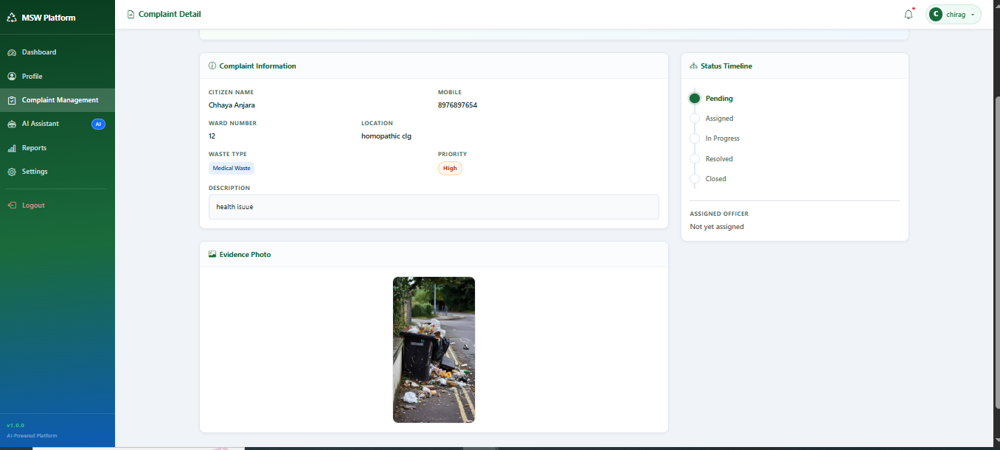 MSW Platform
Complaint Detail
C chirag
Dashboard
Profile
Complaint Management
AI Assistant AI
Reports
Settings
Logout
v1.0.0
AI-Powered Platform
Complaint Information
CITIZEN NAME MOBILE
Chhaya Anjara 8976897654
WARD NUMBER LOCATION
12 homopathic clg
WASTE TYPE PRIORITY
Medical Waste High
DESCRIPTION
health isuue
Evidence Photo
Status Timeline
Pending
Assigned
In Progress
Resolved
Closed
ASSIGNED OFFICER
Not yet assigned